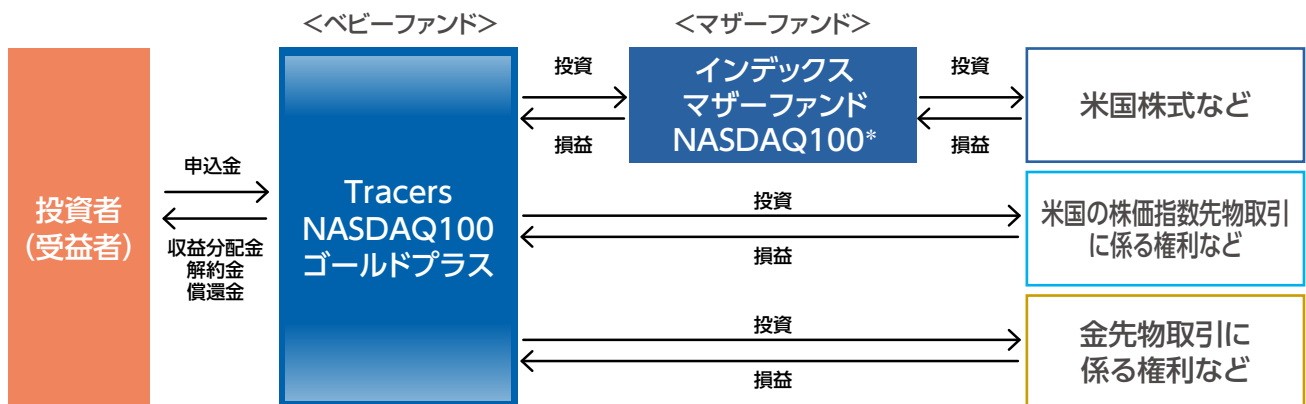 <ベビーファンド>
<マザーファンド>
投資者
(受益者)
申込金
収益分配金
解約金
償還金
Tracers
NASDAQ100
ゴールドプラス
投資
損益
インデックス
マザーファンド
NASDAQ100*
投資
損益
米国株式など
投資
損益
米国の株価指数先物取引
に係る権利など
投資
損益
金先物取引に
係る権利など